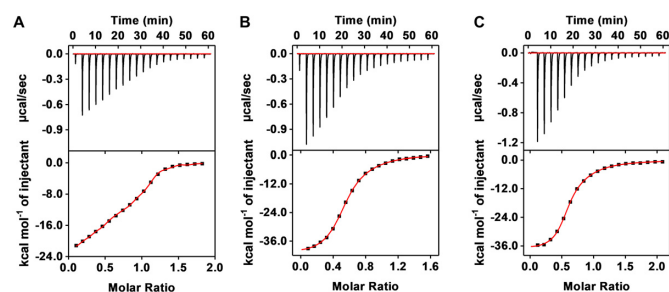 A
Time (min)
0 10 20 30 40 50 60
0.0
-0.3
-0.6
-0.9
µcal/sec
0.0
-8.0
-16.0
-24.0
kcal mol⁻¹ of injectant
0.0 0.5 1.0 1.5 2.0
Molar Ratio
B
Time (min)
0 10 20 30 40 50 60
0.0
-0.3
-0.6
-0.9
µcal/sec
0.0
-12.0
-24.0
-36.0
kcal mol⁻¹ of injectant
0.0 0.4 0.8 1.2 1.6
Molar Ratio
C
Time (min)
0 10 20 30 40 50 60
0.0
-0.4
-0.8
-1.2
µcal/sec
0.0
-12.0
-24.0
-36.0
kcal mol⁻¹ of injectant
0.0 0.5 1.0 1.5 2.0
Molar Ratio